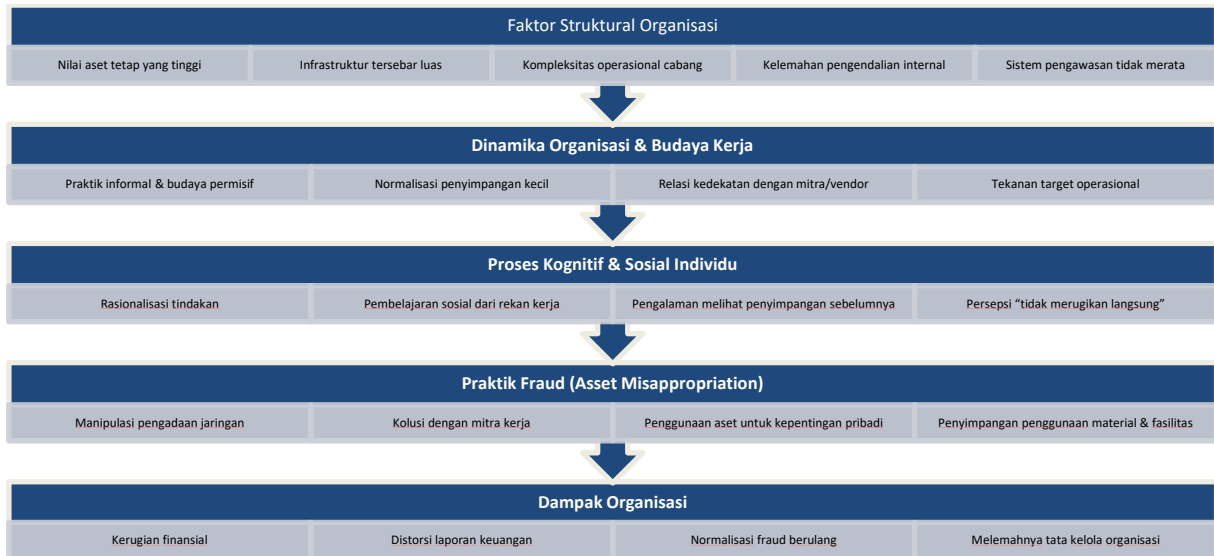 Faktor Struktural Organisasi
Nilai aset tetap yang tinggi
Infrastruktur tersebar luas
Kompleksitas operasional cabang
Kelemahan pengendalian internal
Sistem pengawasan tidak merata
Dinamika Organisasi & Budaya Kerja
Praktik informal & budaya permisif
Normalisasi penyimpangan kecil
Relasi kedekatan dengan mitra/vendor
Tekanan target operasional
Proses Kognitif & Sosial Individu
Rasionalisasi tindakan
Pembelajaran sosial dari rekan kerja
Pengalaman melihat penyimpangan sebelumnya
Persepsi “tidak merugikan langsung”
Praktik Fraud (Asset Misappropriation)
Manipulasi pengadaan jaringan
Kolusi dengan mitra kerja
Penggunaan aset untuk kepentingan pribadi
Penyimpangan penggunaan material & fasilitas
Dampak Organisasi
Kerugian finansial
Distorsi laporan keuangan
Normalisasi fraud berulang
Melemahnya tata kelola organisasi